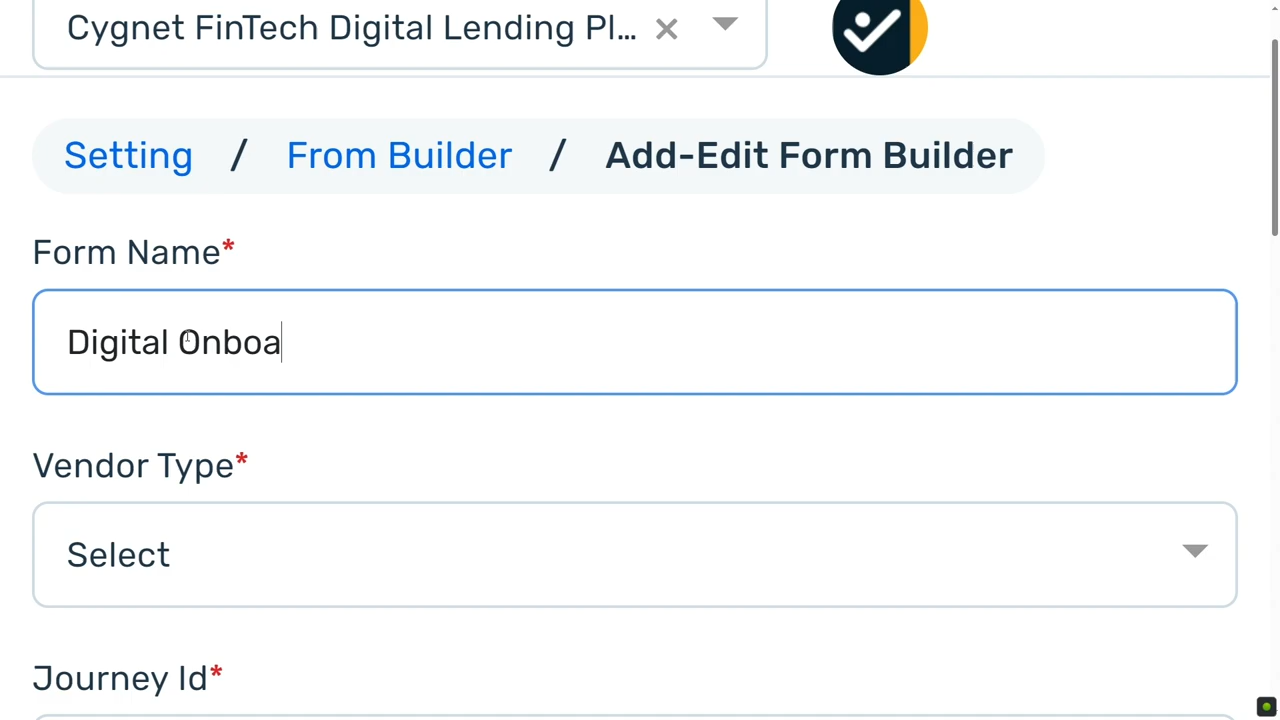 Cygnet FinTech Digital Lending Pl...
Setting / From Builder / Add-Edit Form Builder
Form Name*
Digital Onboa
Vendor Type*
Select
Journey Id*